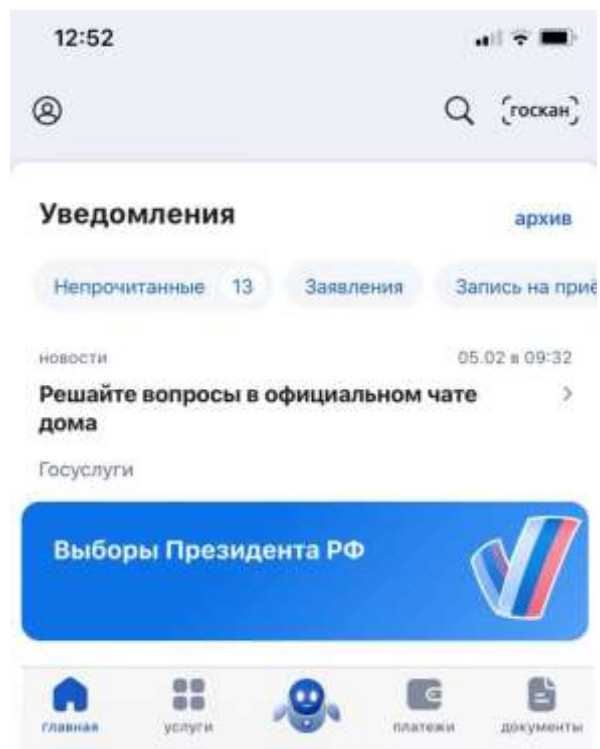 12:52
госкан
Уведомления архив
Непрочитанные 13 Заявления Запись на приё
новости 05.02 в 09:32
Решайте вопросы в официальном чате
дома
Госуслуги
Выборы Президента РФ
главная услуги платежи документы